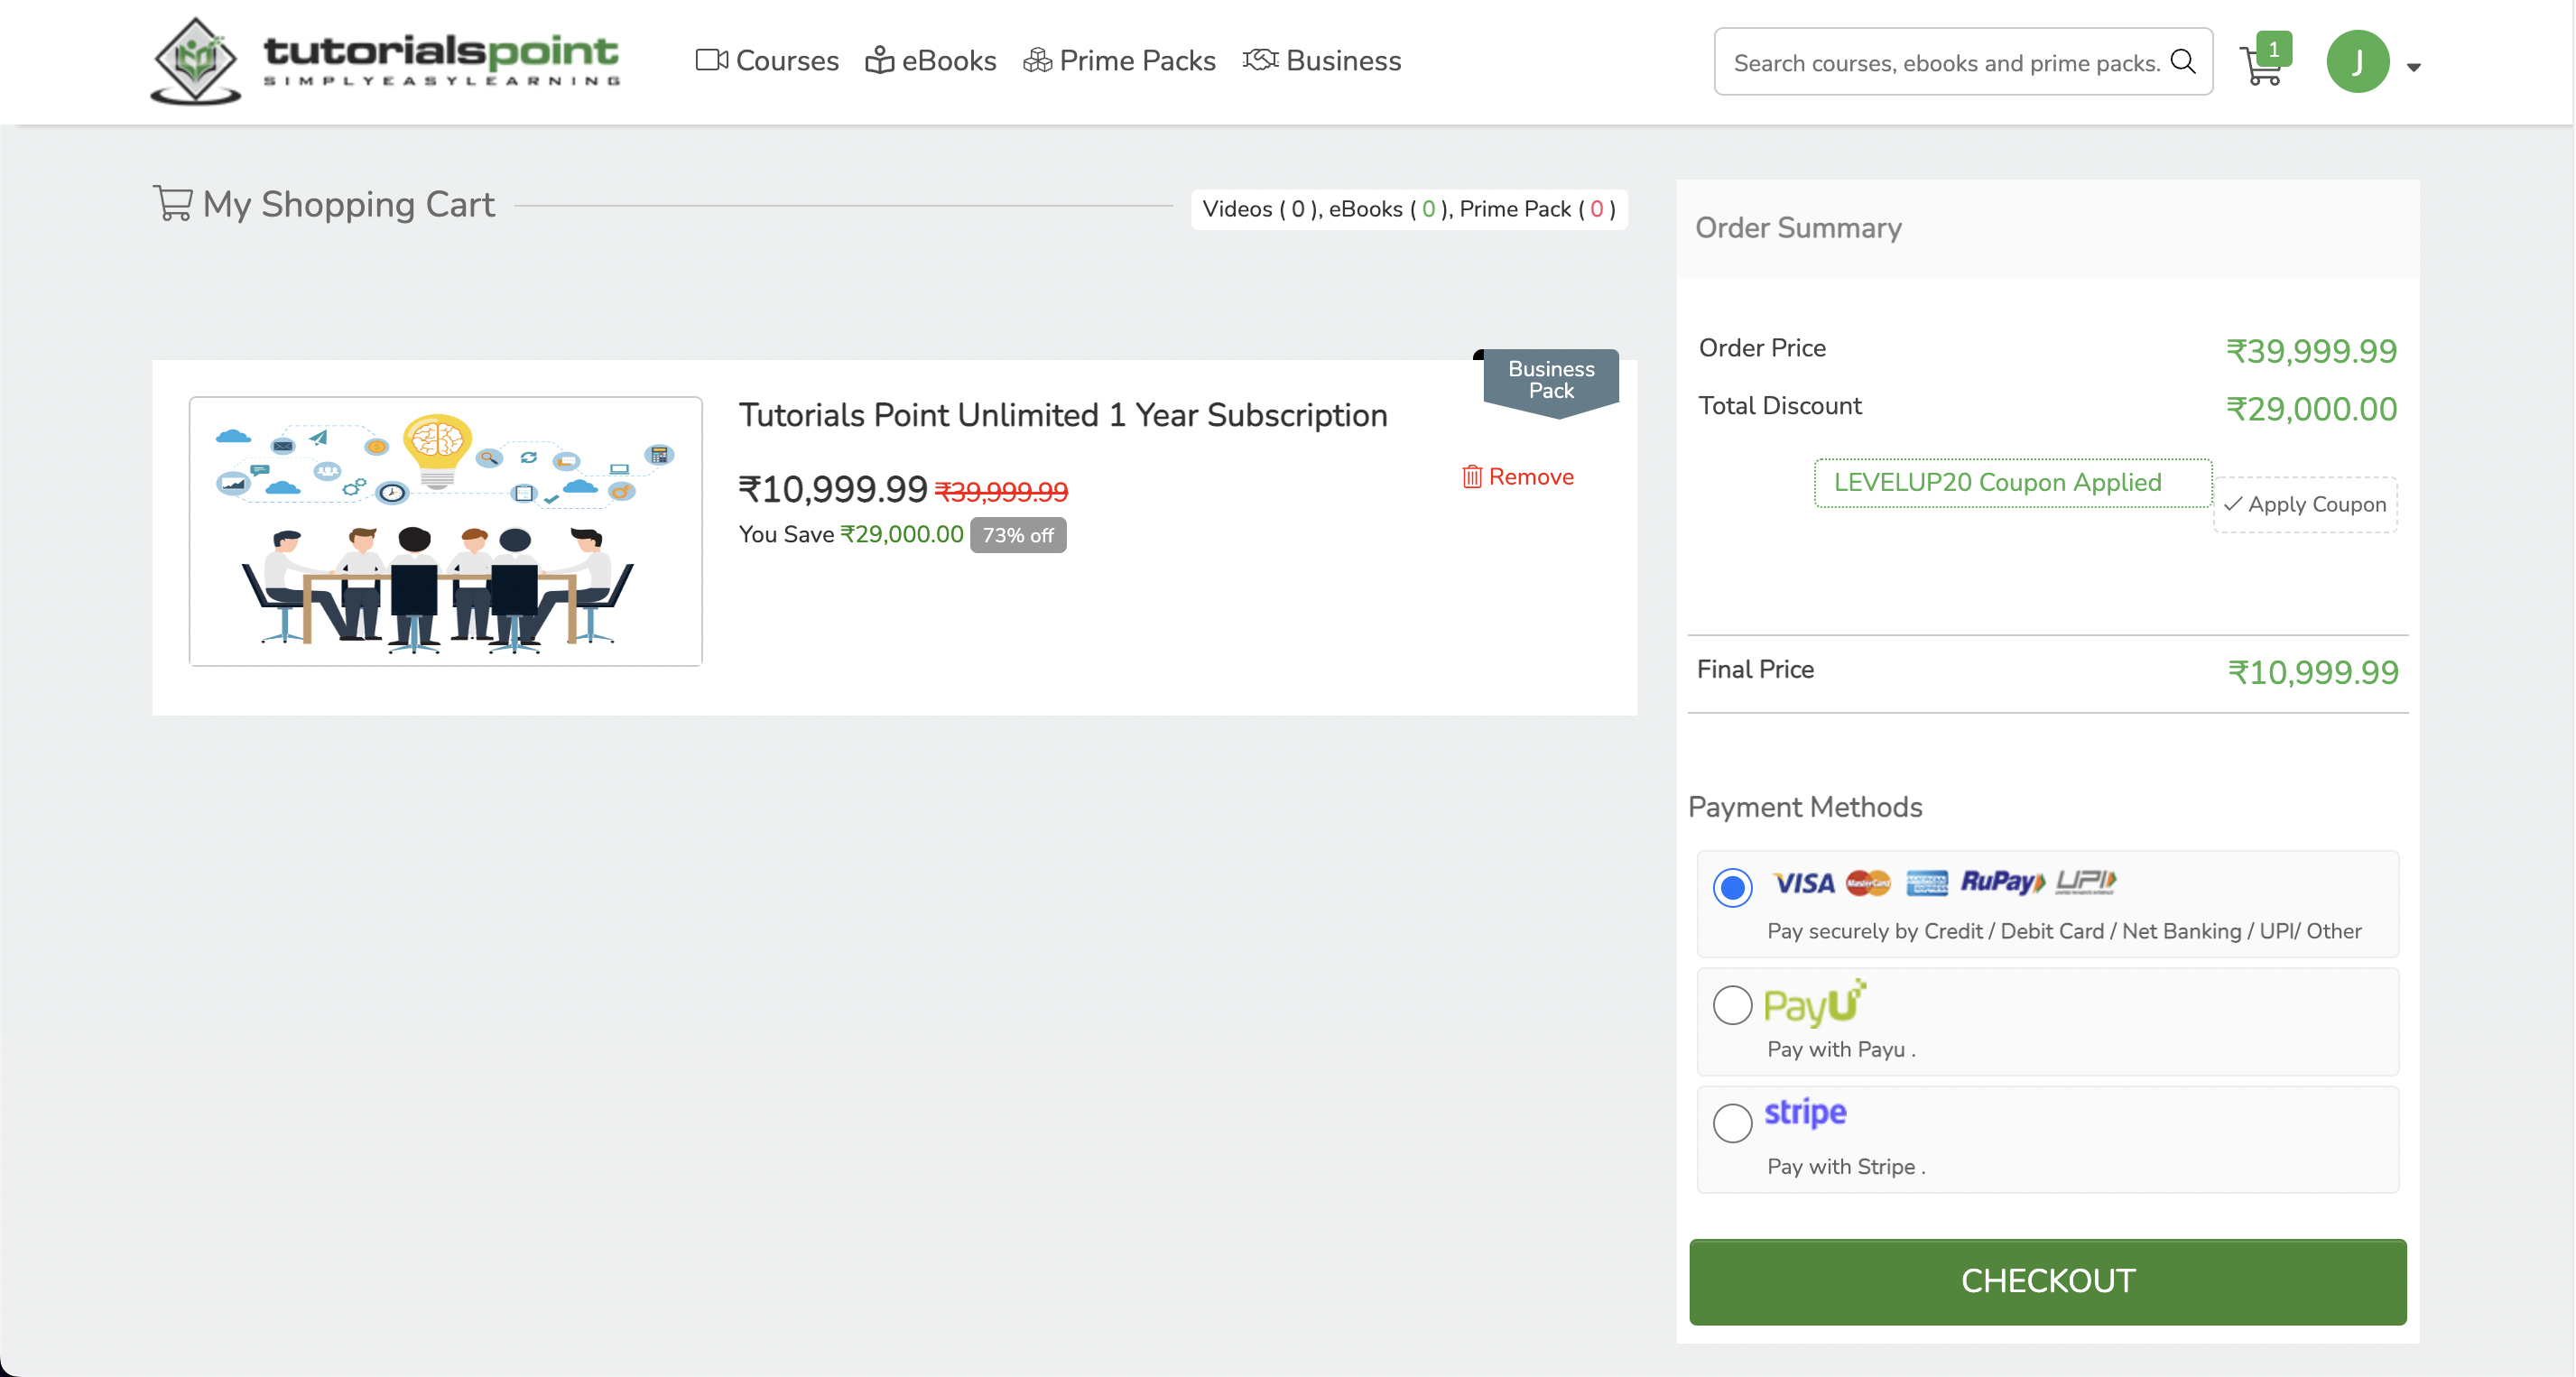 tutorialspoint
SIMPLYEASYLEARNING
Courses
eBooks
Prime Packs
Business
Search courses, ebooks and prime packs.
1
J
My Shopping Cart
Videos ( 0 ), eBooks ( 0 ), Prime Pack ( 0 )
Business
Pack
Tutorials Point Unlimited 1 Year Subscription
₹10,999.99 ₹39,999.99
Remove
You Save ₹29,000.00 73% off
Order Summary
Order Price ₹39,999.99
Total Discount ₹29,000.00
LEVELUP20 Coupon Applied
Apply Coupon
Final Price ₹10,999.99
Payment Methods
VISA MasterCard AMERICAN EXPRESS RuPay UPI
Pay securely by Credit / Debit Card / Net Banking / UPI/ Other
PayU
Pay with Payu .
stripe
Pay with Stripe .
CHECKOUT